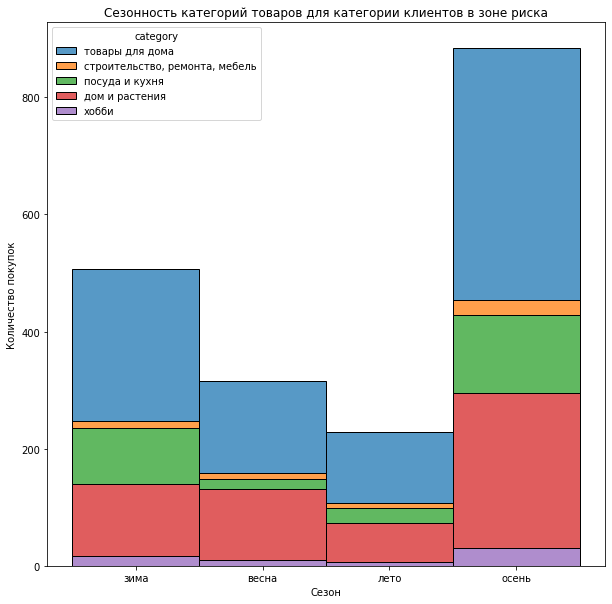 Сезонность категорий товаров для категории клиентов в зоне риска
category
товары для дома
строительство, ремонта, мебель
посуда и кухня
дом и растения
хобби
Количество покупок
800
600
400
200
0
зима
весна
лето
осень
Сезон